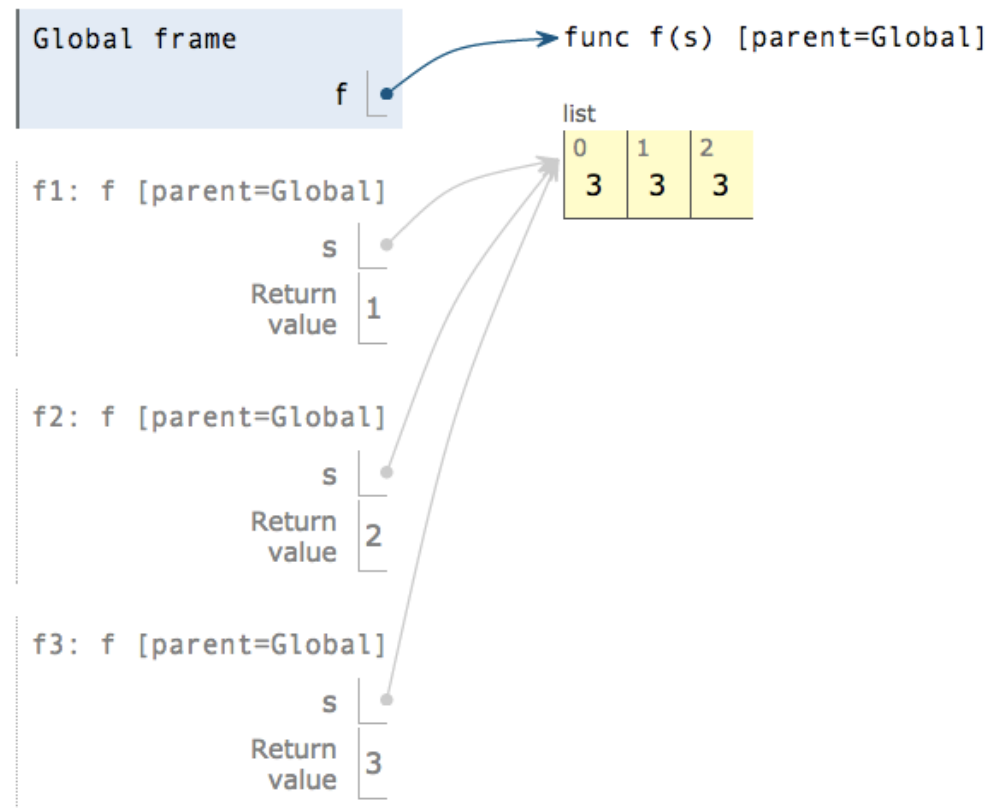 Global frame
f
func f(s) [parent=Global]
list
0 1 2
3 3 3
f1: f [parent=Global]
s
Return
value 1
f2: f [parent=Global]
s
Return
value 2
f3: f [parent=Global]
s
Return
value 3